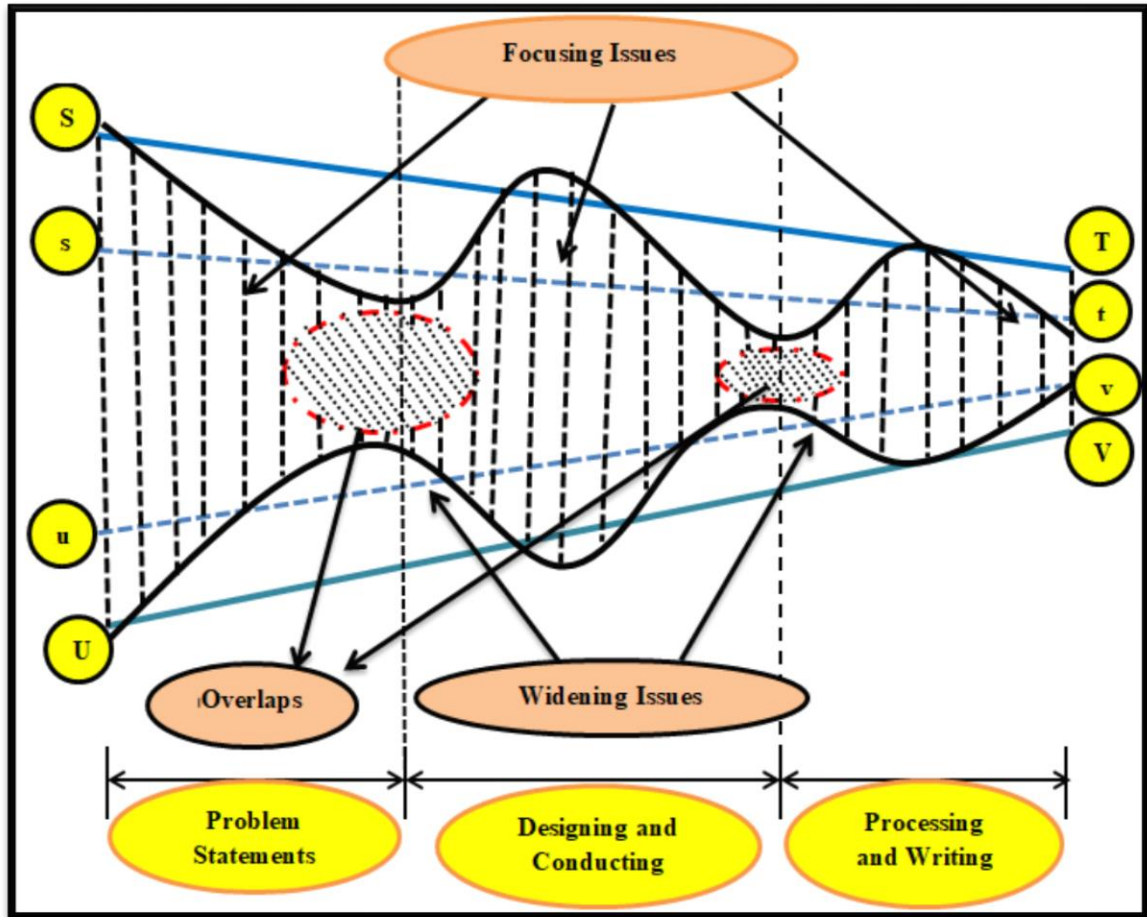 Focusing Issues
S
s
T
t
v
V
u
U
Overlaps
Widening Issues
Problem
Statements
Designing and
Conducting
Processing
and Writing